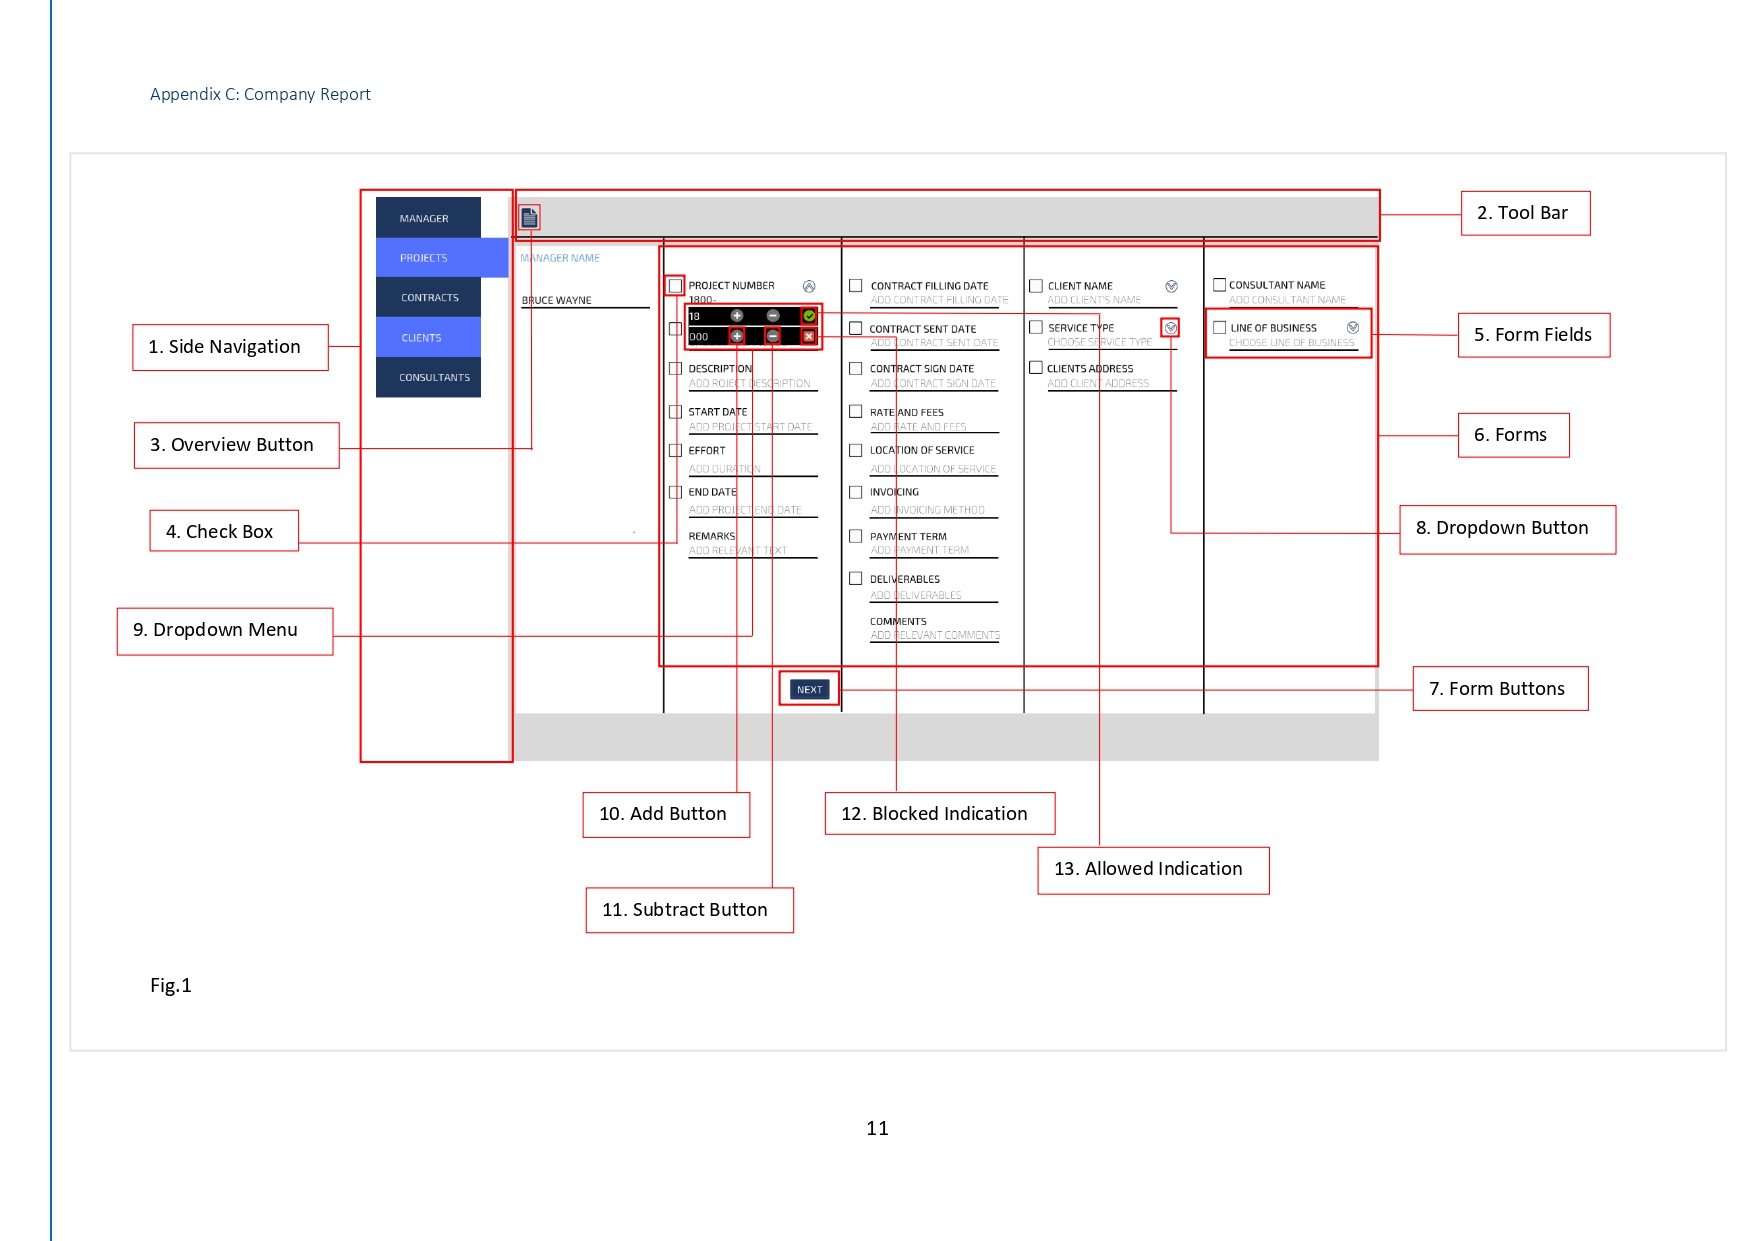 Appendix C: Company Report
1. Side Navigation
3. Overview Button
4. Check Box
9. Dropdown Menu
MANAGER
PROJECTS
CONTRACTS
CLIENTS
CONSULTANTS
MANAGER NAME
BRUCE WAYNE
PROJECT NUMBER
1800-
18
000
DESCRIPTION
ADD ROJECT DESCRIPTION
START DATE
ADD PROJECT START DATE
EFFORT
ADD DURATION
END DATE
ADD PROJECT END DATE
REMARKS
ADD RELEVANT TEXT
NEXT
CONTRACT FILLING DATE
ADD CONTRACT FILLING DATE
CONTRACT SENT DATE
ADD CONTRACT SENT DATE
CONTRACT SIGN DATE
ADD CONTRACT SIGN DATE
RATE AND FEES
ADD RATE AND FEES
LOCATION OF SERVICE
ADD LOCATION OF SERVICE
INVOICING
ADD INVOICING METHOD
PAYMENT TERM
ADD PAYMENT TERM
DELIVERABLES
ADD DELIVERABLES
COMMENTS
ADD RELEVANT COMMENTS
CLIENT NAME
ADD CLIENT'S NAME
SERVICE TYPE
CHOOSE SERVICE TYPE
CLIENTS ADDRESS
ADD CLIENT ADDRESS
CONSULTANT NAME
ADD CONSULTANT NAME
LINE OF BUSINESS
CHOOSE LINE OF BUSINESS
2. Tool Bar
5. Form Fields
6. Forms
8. Dropdown Button
7. Form Buttons
10. Add Button
12. Blocked Indication
13. Allowed Indication
11. Subtract Button
Fig.1
11